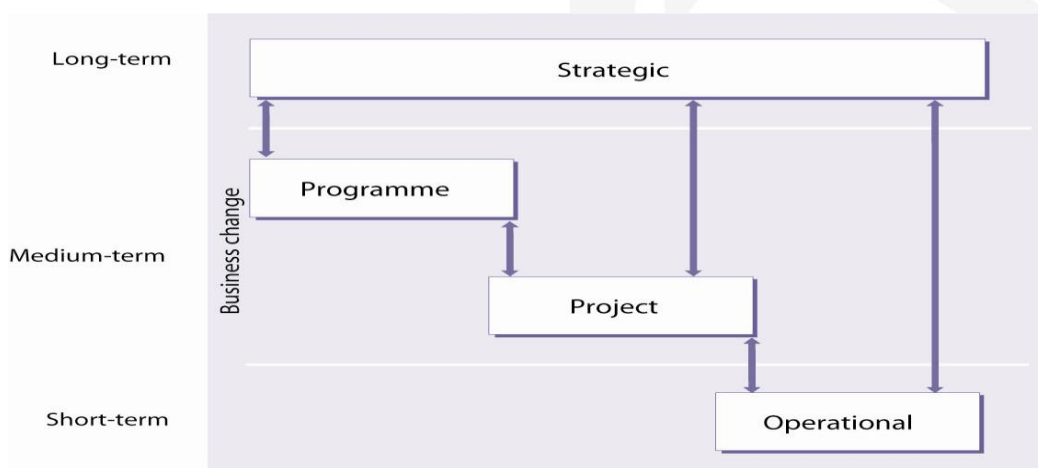 Long-term
Strategic
Business change
Programme
Medium-term
Project
Short-term
Operational